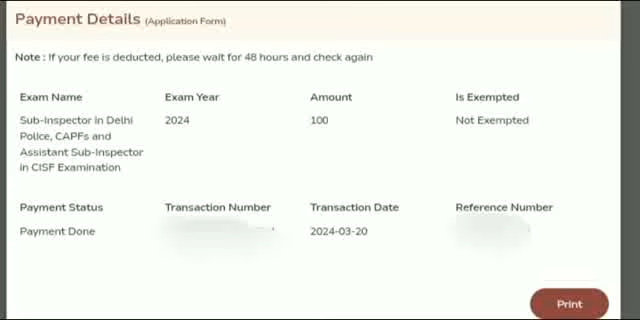 Payment Details (Application Form)
Note : If your fee is deducted, please wait for 48 hours and check again
Exam Name Exam Year Amount Is Exempted
Sub-Inspector in Delhi 2024 100 Not Exempted
Police, CAPFs and
Assistant Sub-Inspector
in CISF Examination
Payment Status Transaction Number Transaction Date Reference Number
Payment Done 2024-03-20
Print